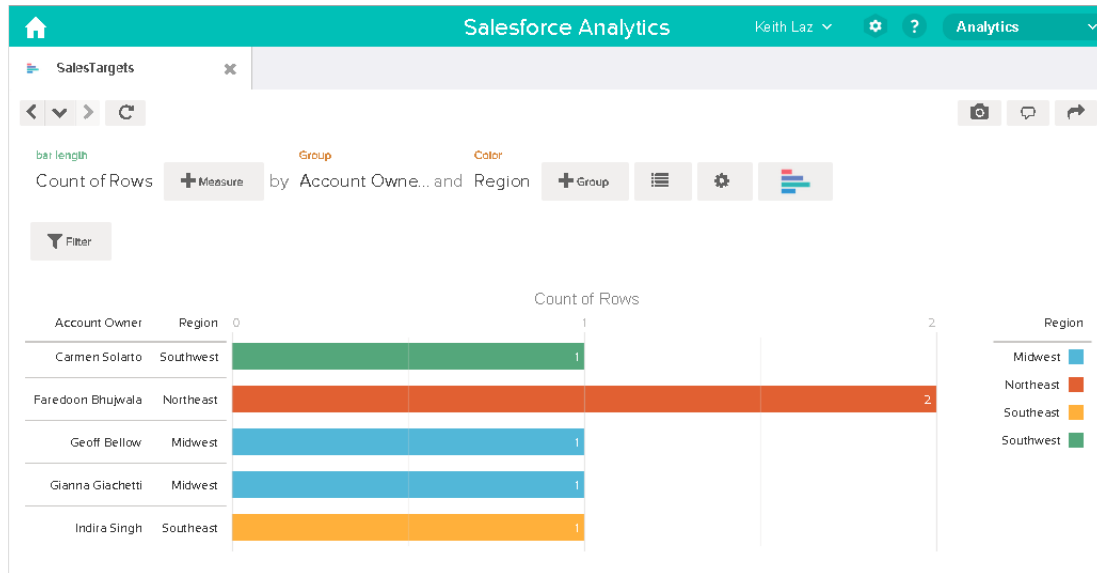 Salesforce Analytics Keith Laz ? Analytics
SalesTargets
bar length Group Color
Count of Rows + Measure by Account Owne... and Region + Group
Filter
Count of Rows
Account Owner Region 0 1 2 Region
Carmen Solarto Southwest 1 Midwest
Faredoon Bhujwala Northeast 2 Northeast
Southeast
Geoff Bellow Midwest 1 Southwest
Gianna Giachetti Midwest 1
Indira Singh Southeast 1